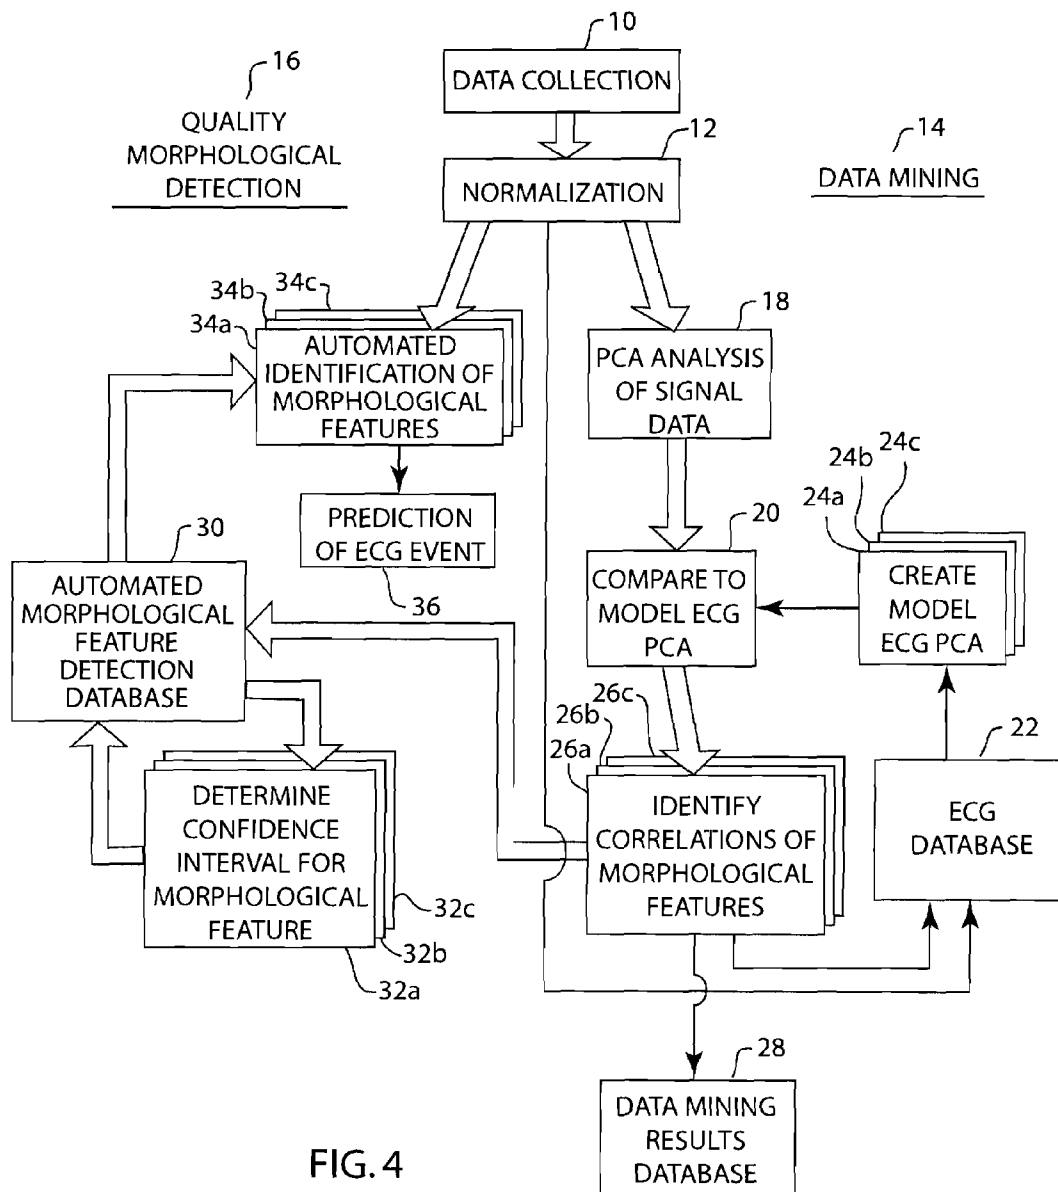 10
DATA COLLECTION
16
QUALITY
MORPHOLOGICAL
DETECTION
12
NORMALIZATION
14
DATA MINING
34c
34b
34a
AUTOMATED
IDENTIFICATION OF
MORPHOLOGICAL
FEATURES
18
PCA ANALYSIS
OF SIGNAL
DATA
PREDICTION
OF ECG EVENT
36
24c
24b
24a
CREATE
MODEL
ECG PCA
20
COMPARE TO
MODEL ECG
PCA
30
AUTOMATED
MORPHOLOGICAL
FEATURE
DETECTION
DATABASE
26c
26b
26a
IDENTIFY
CORRELATIONS OF
MORPHOLOGICAL
FEATURES
22
ECG
DATABASE
DETERMINE
CONFIDENCE
INTERVAL FOR
MORPHOLOGICAL
FEATURE
32c
32b
32a
28
DATA MINING
RESULTS
DATABASE
FIG. 4